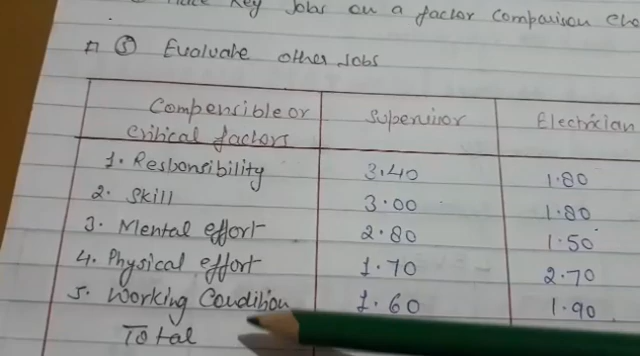 Key Jobs on a factor comparison
⑤ Evaluate other Jobs
Compensible or critical factors Supervisor Electrician
1. Responsibility 3.40 1.80
2. Skill 3.00 1.80
3. Mental effort 2.80 1.50
4. Physical effort 1.70 2.70
5. Working Condition 1.60 1.90
Total